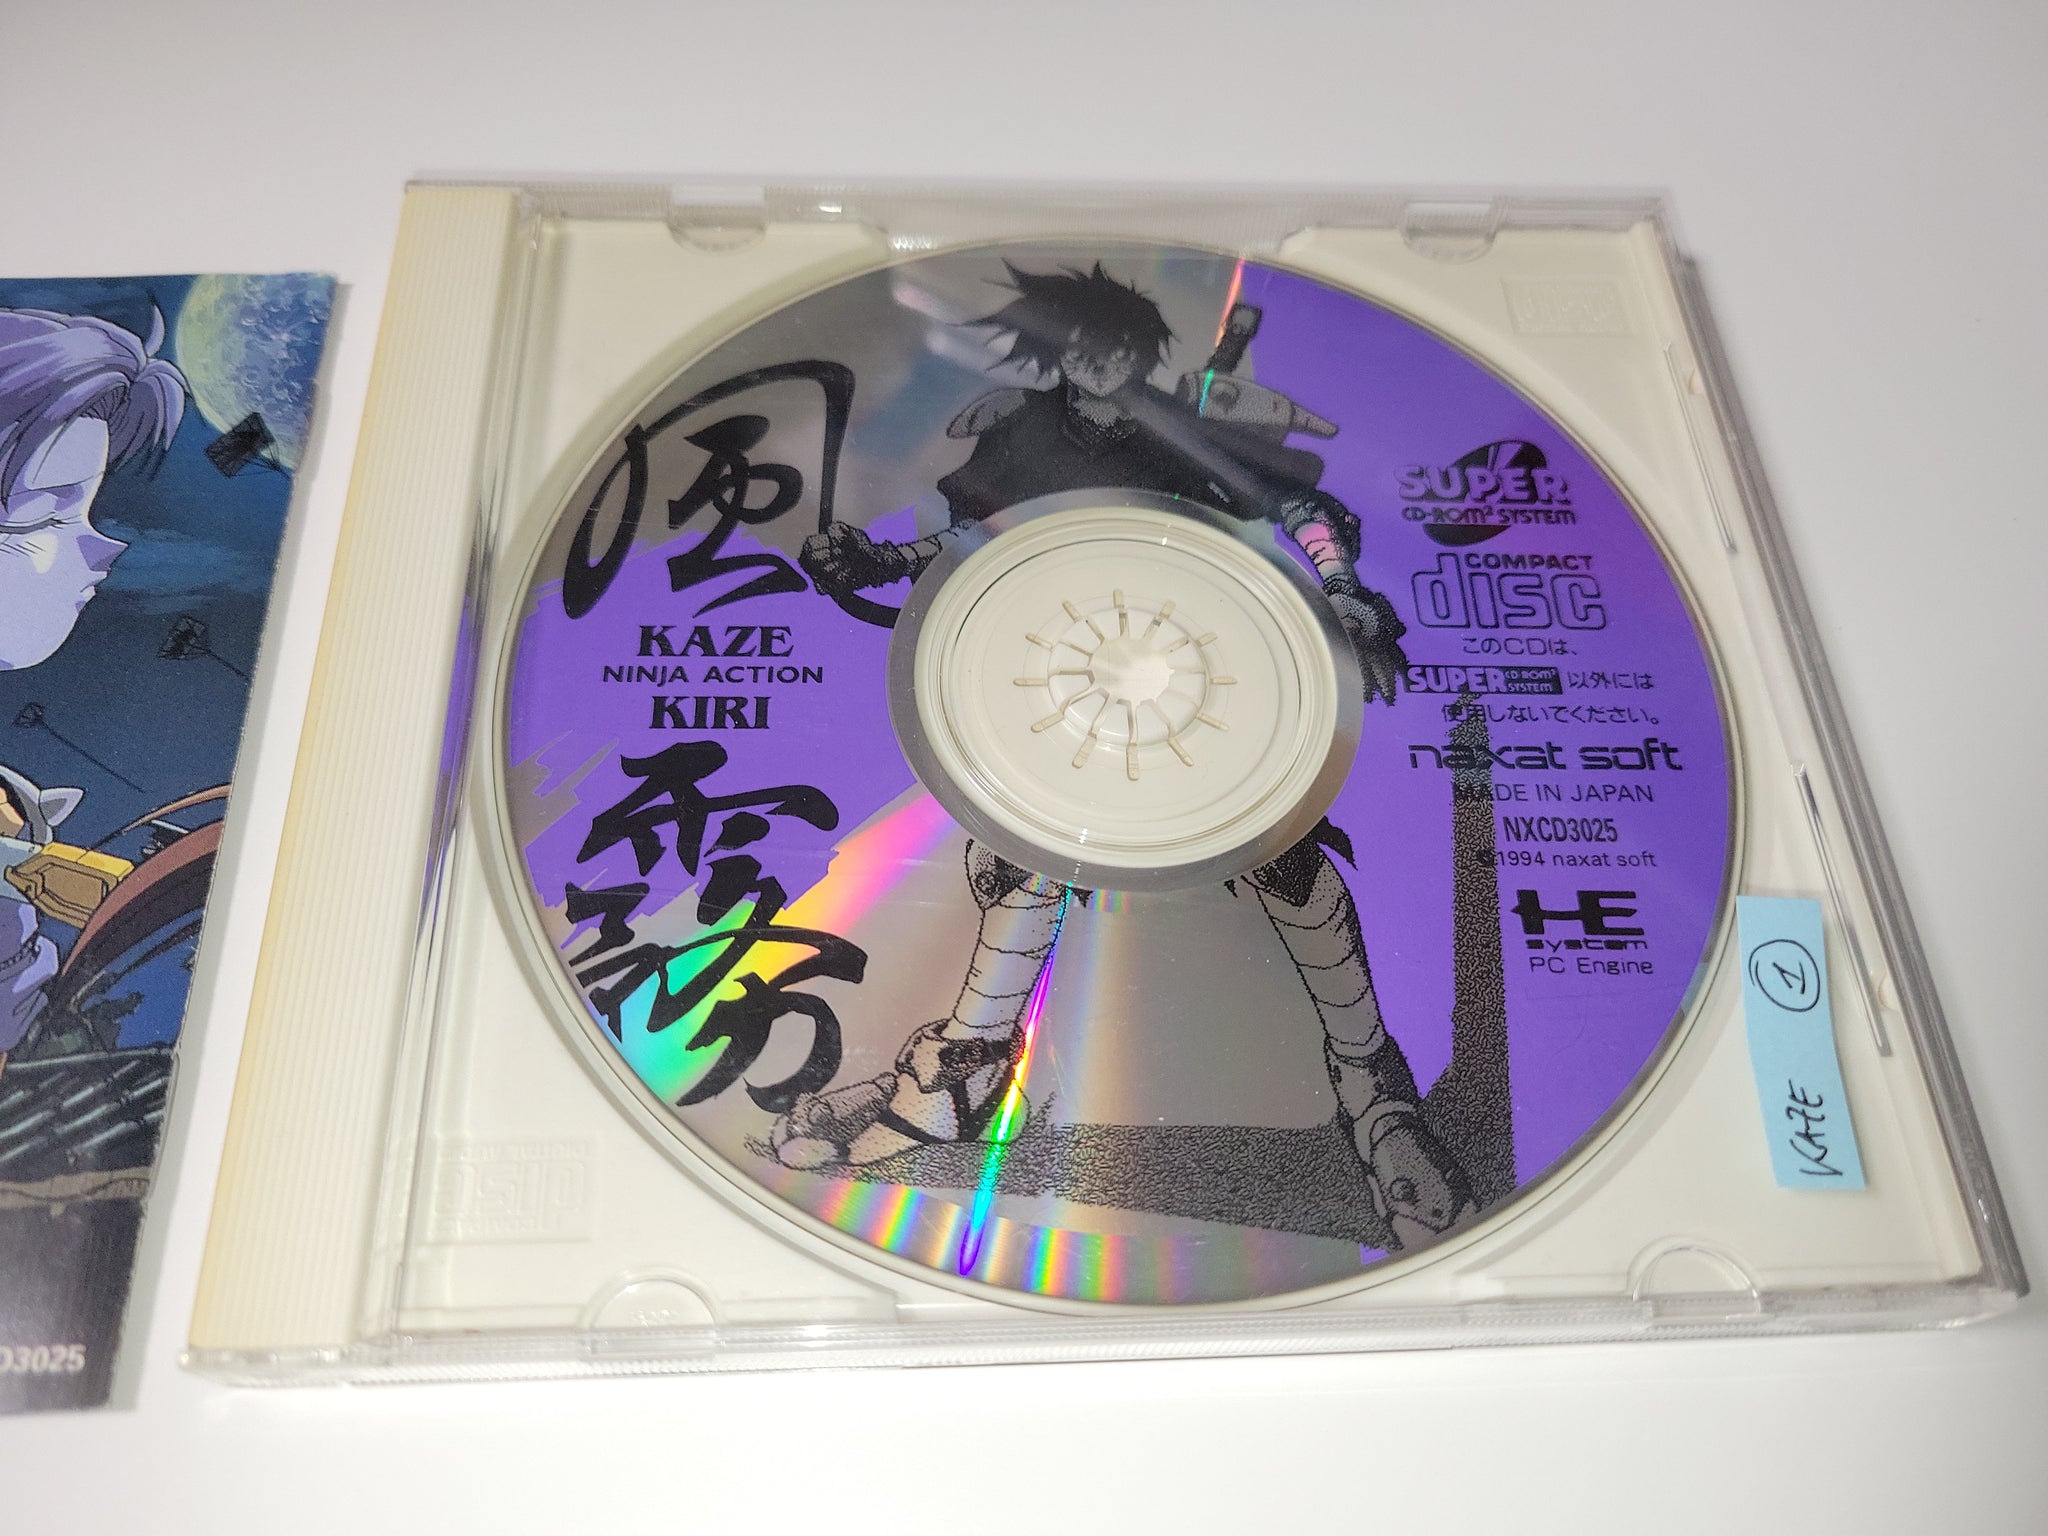 風
KAZE
NINJA ACTION
KIRI
霧
SUPER
CD-ROM² SYSTEM
COMPACT
disc
このCDは、
SUPER CD-ROM² SYSTEM 以外には
使用しないでください。
naxat soft
MADE IN JAPAN
NXCD3025
©1994 naxat soft
HE
system
PC Engine
KAZE 1
D3025